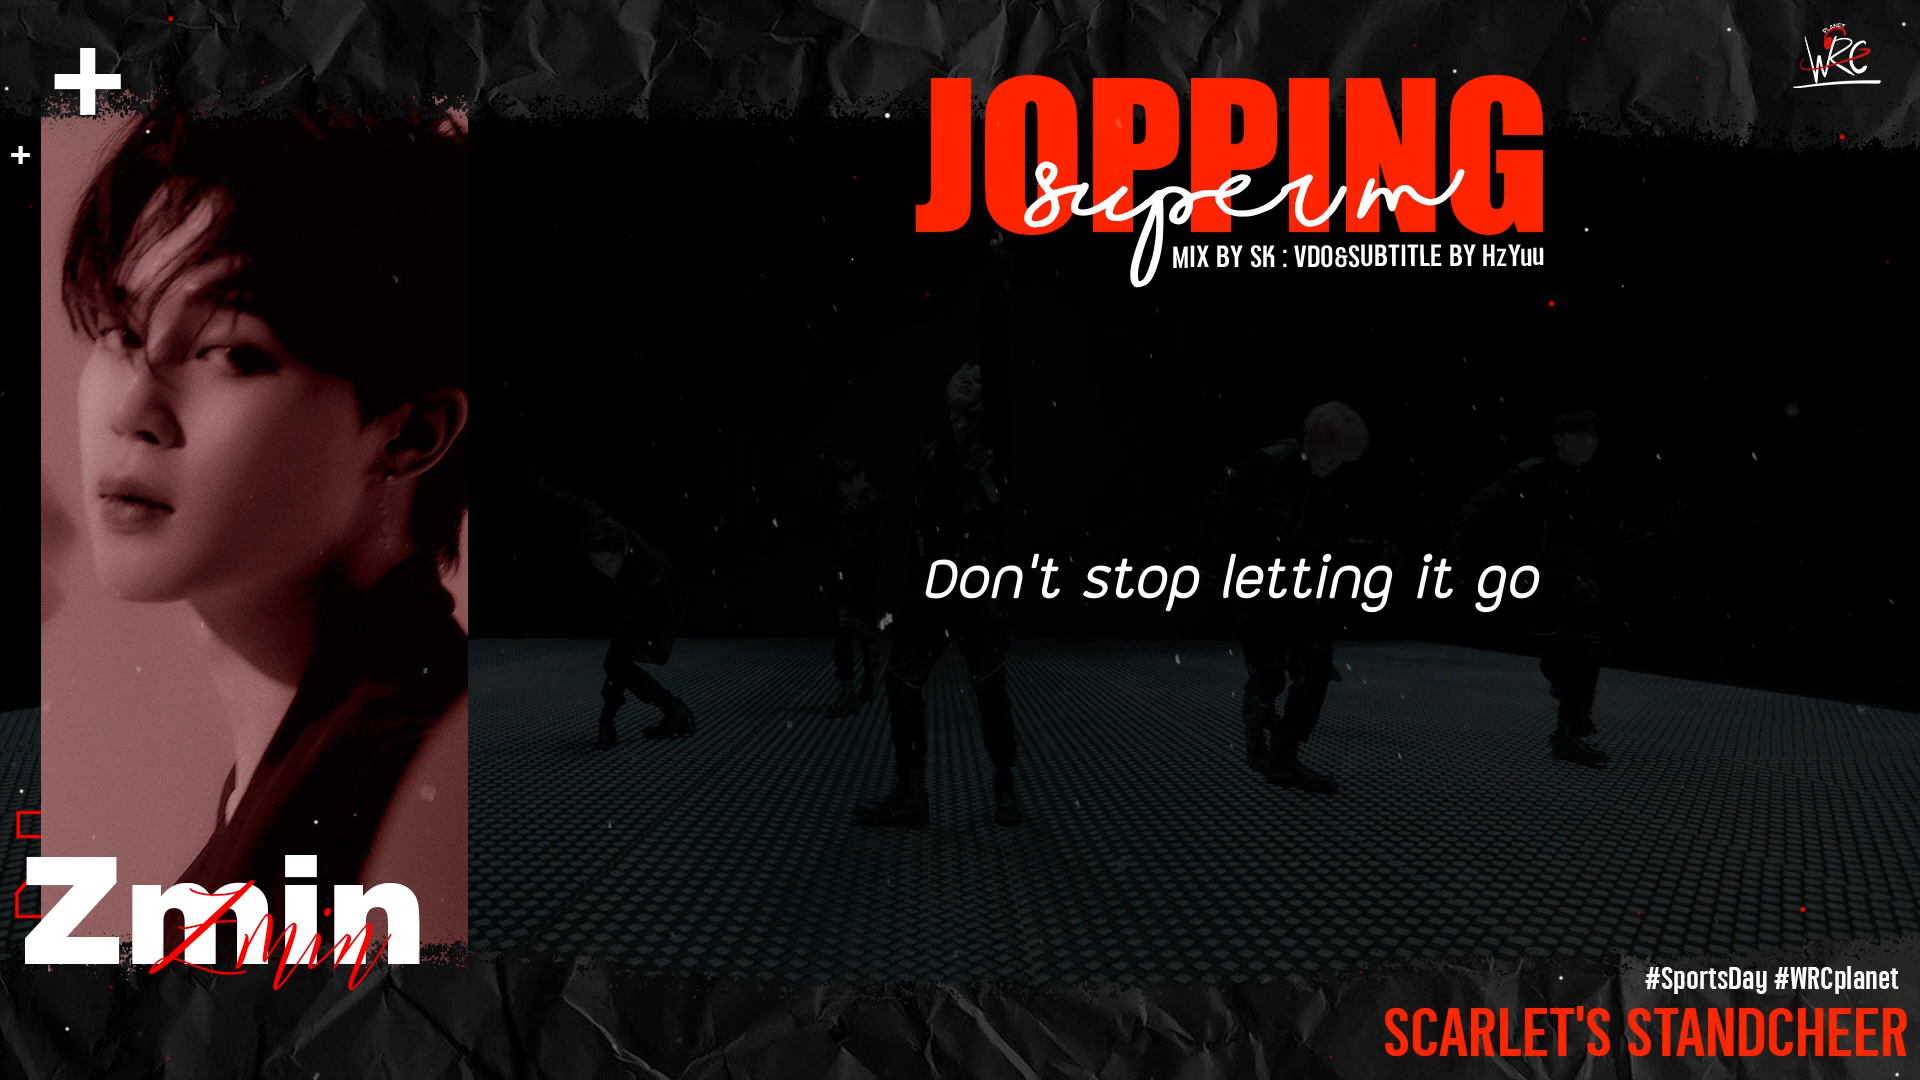 PLANET
WRC
JOPPING
superm
MIX BY SK : VDO&SUBTITLE BY HzYuu
Don't stop letting it go
Zmin
Zmin
#SportsDay #WRCplanet
SCARLET'S STANDCHEER